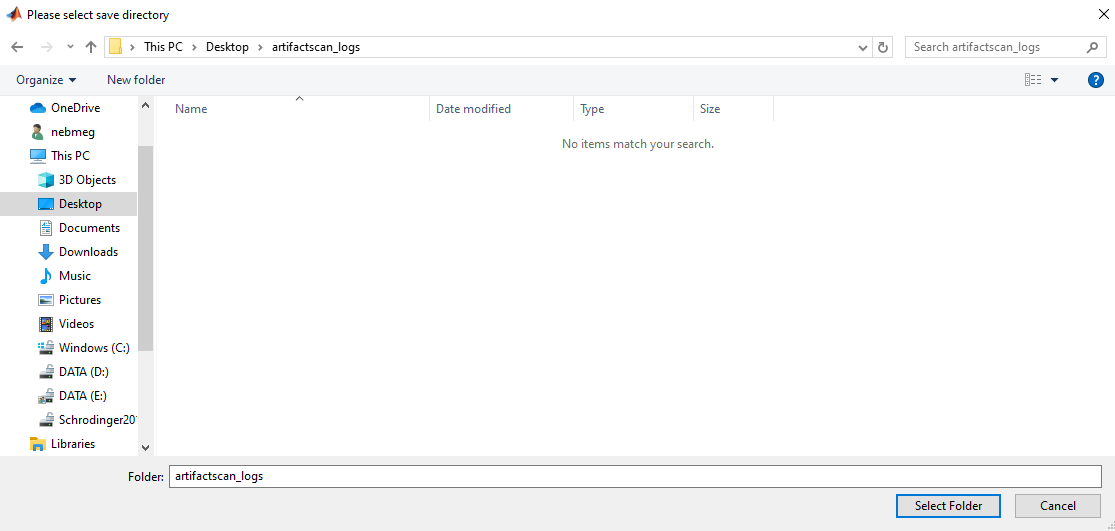 Please select save directory
This PC > Desktop > artifactscan_logs
Search artifactscan_logs
Organize
New folder
?
Name
Date modified
Type
Size
No items match your search.
OneDrive
nebmeg
This PC
3D Objects
Desktop
Documents
Downloads
Music
Pictures
Videos
Windows (C:)
DATA (D:)
DATA (E:)
Schrodinger20
Libraries
Folder: artifactscan_logs
Select Folder
Cancel